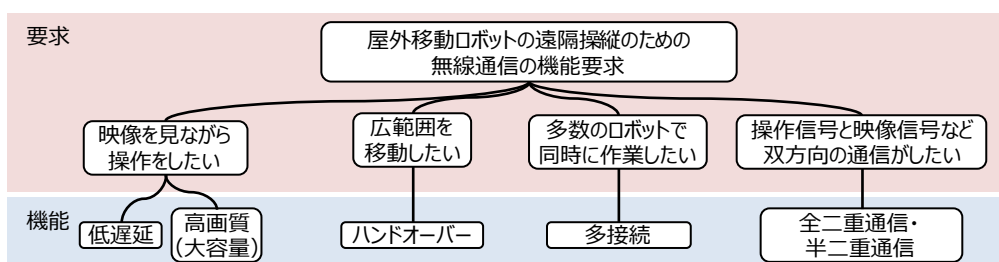 要求
屋外移動ロボットの遠隔操縦のための
無線通信の機能要求
映像を見ながら
操作をしたい
広範囲を
移動したい
多数のロボットで
同時に作業したい
操作信号と映像信号など
双方向の通信がしたい
機能
低遅延
高画質
(大容量)
ハンドオーバー
多接続
全二重通信・
半二重通信